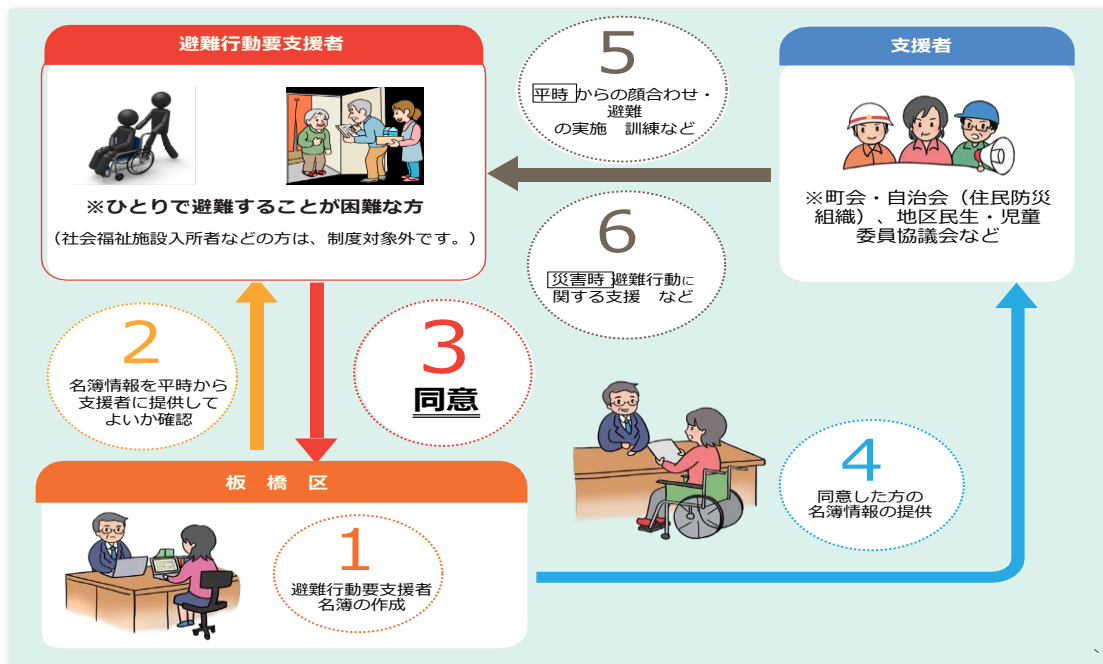 避難行動要支援者
※ひとりで避難することが困難な方
(社会福祉施設入所者などの方は、制度対象外です。)
支援者
※町会・自治会（住民防災
組織）、地区民生・児童
委員協議会など
板橋区
1
避難行動要支援者
名簿の作成
2
名簿情報を平時から
支援者に提供して
よいか確認
3
同意
4
同意した方の
名簿情報の提供
5
平時からの顔合わせ・
避難
の実施 訓練など
6
災害時避難行動に
関する支援 など
、